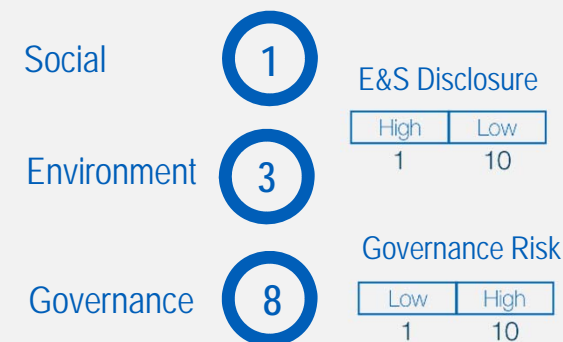 Social 1
E&S Disclosure
High Low
1 10
Environment 3
Governance Risk
Governance 8
Low High
1 10